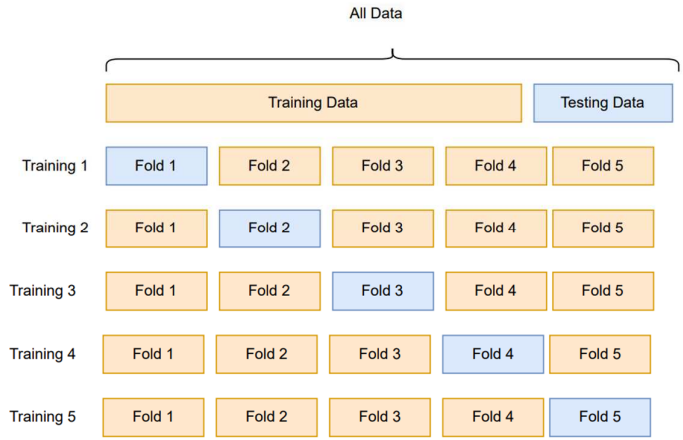 All Data
Training Data Testing Data
Training 1 Fold 1 Fold 2 Fold 3 Fold 4 Fold 5
Training 2 Fold 1 Fold 2 Fold 3 Fold 4 Fold 5
Training 3 Fold 1 Fold 2 Fold 3 Fold 4 Fold 5
Training 4 Fold 1 Fold 2 Fold 3 Fold 4 Fold 5
Training 5 Fold 1 Fold 2 Fold 3 Fold 4 Fold 5